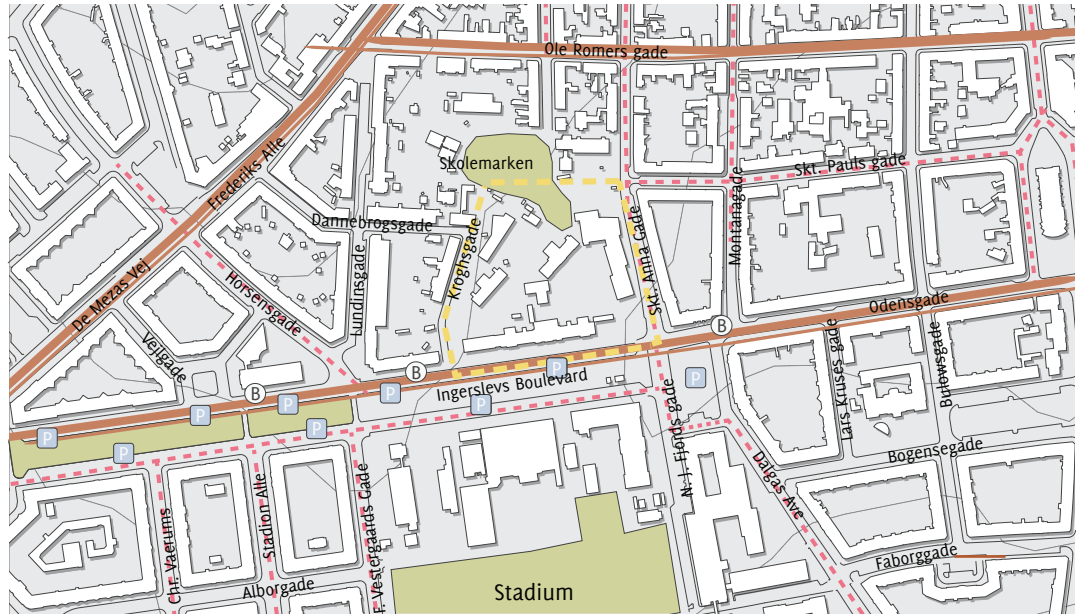 Ole Romers gade
Skolemarken
Skt. Pauls gade
Frederiks Alle
Dannebrogsgade
Kroghsgade
Skt. Anna Gade
Montanagade
Lundinsgade
Horsensgade
De Mezas Vej
Vejlgade
Odensgade
B
B
B
Ingerslevs Boulevard
P
P
P
P
P
P
P
P
Lars Kruses gade
Bulowsgade
N. J. Fjords gade
Bogensegade
Dalgas Ave
Faborggade
Chr. Vaerums
Stadion Alle
F. Vestergaards Gade
Alborgade
Stadium